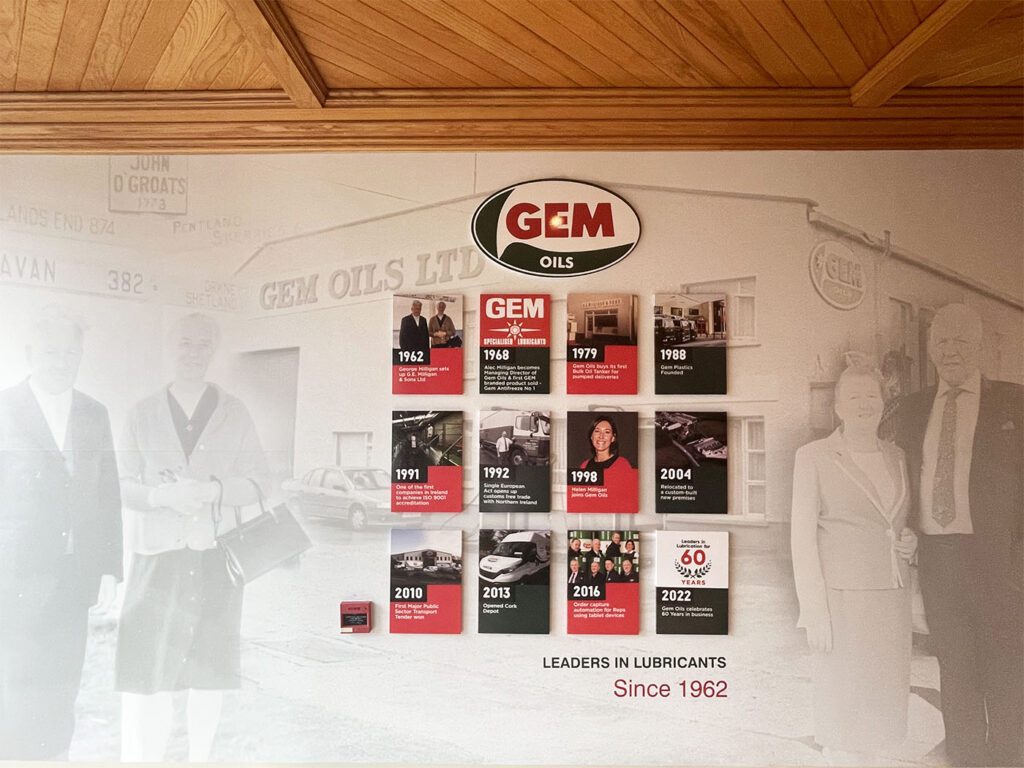 JOHN
O'GROATS
1973
LANDS END 874
PENTLAND
382
SHETLAND
GEM OILS LTD
GEM
OILS
GEM
1962
George Milligan sets
up G.E. Milligan
& Sons Ltd
GEM
SPECIALISED LUBRICANTS
1968
Alec Milligan becomes
Managing Director of
Gem Oils & first GEM
branded product sold -
Gem Antifreeze No 1
1979
Gem Oils buys its first
Bulk Oil Tanker for
pumped deliveries
1988
Gem Plastics
Founded
1991
One of the first
companies in Ireland
to achieve ISO 9001
accreditation
1992
Single European
Act opens up
customs free trade
with Northern Ireland
1998
Helen Milligan
joins Gem Oils
2004
Relocated to
a custom-built
new premises
2010
First Major Public
Sector Transport
Tender won
2013
Opened Cork
Depot
2016
Order capture
automation for Reps
using tablet devices
Leaders in
Lubrication for
60
YEARS
2022
Gem Oils celebrates
60 Years in business
LEADERS IN LUBRICANTS
Since 1962